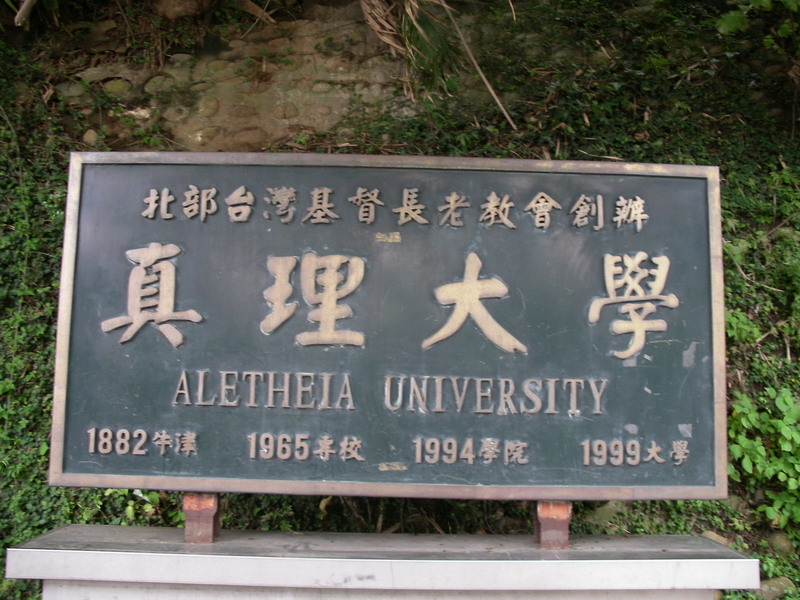 北部台灣基督長老教會創辦
真理大學
ALETHEIA UNIVERSITY
1882牛津 1965專校 1994學院 1999大學